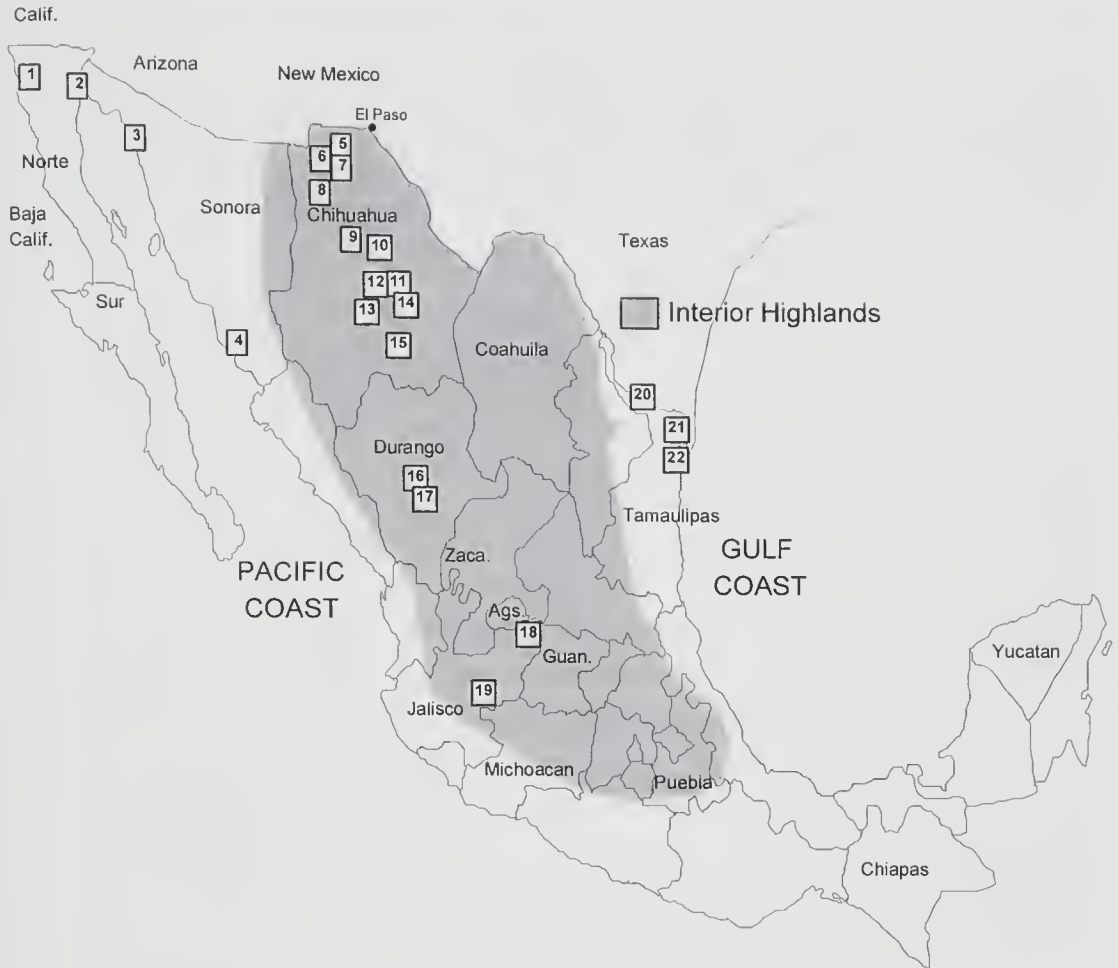 Calif.
Arizona
New Mexico
El Paso
1
2
3
5
6
7
8
Norte
Sonora
Chihuahua
Baja
Calif.
9
10
Texas
Sur
12
11
13
14
Interior Highlands
4
15
Coahuila
20
21
Durango
22
16
17
Tamaulipas
GULF
COAST
PACIFIC
COAST
Zaca.
Ags.
18
Guan.
Yucatan
19
Jalisco
Michoacan
Puebia
Chiapas